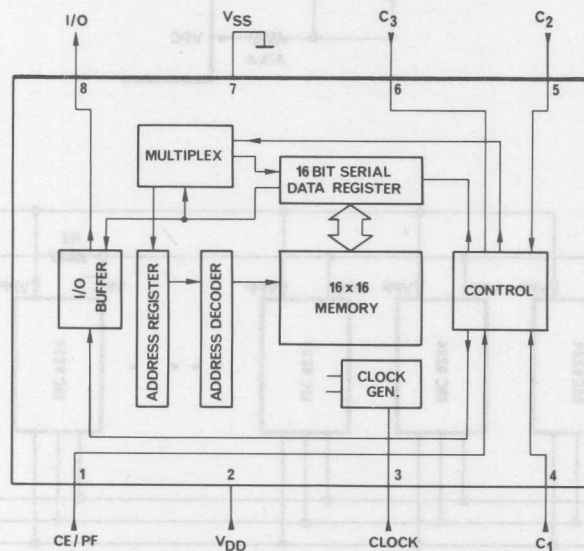 I/O
VSS
C3
C2
8
7
6
5
MULTIPLEX
16 BIT SERIAL
DATA REGISTER
I/O
BUFFER
ADDRESS REGISTER
ADDRESS DECODER
16 x 16
MEMORY
CONTROL
CLOCK
GEN.
1
2
3
4
CE/PF
VDD
CLOCK
C1